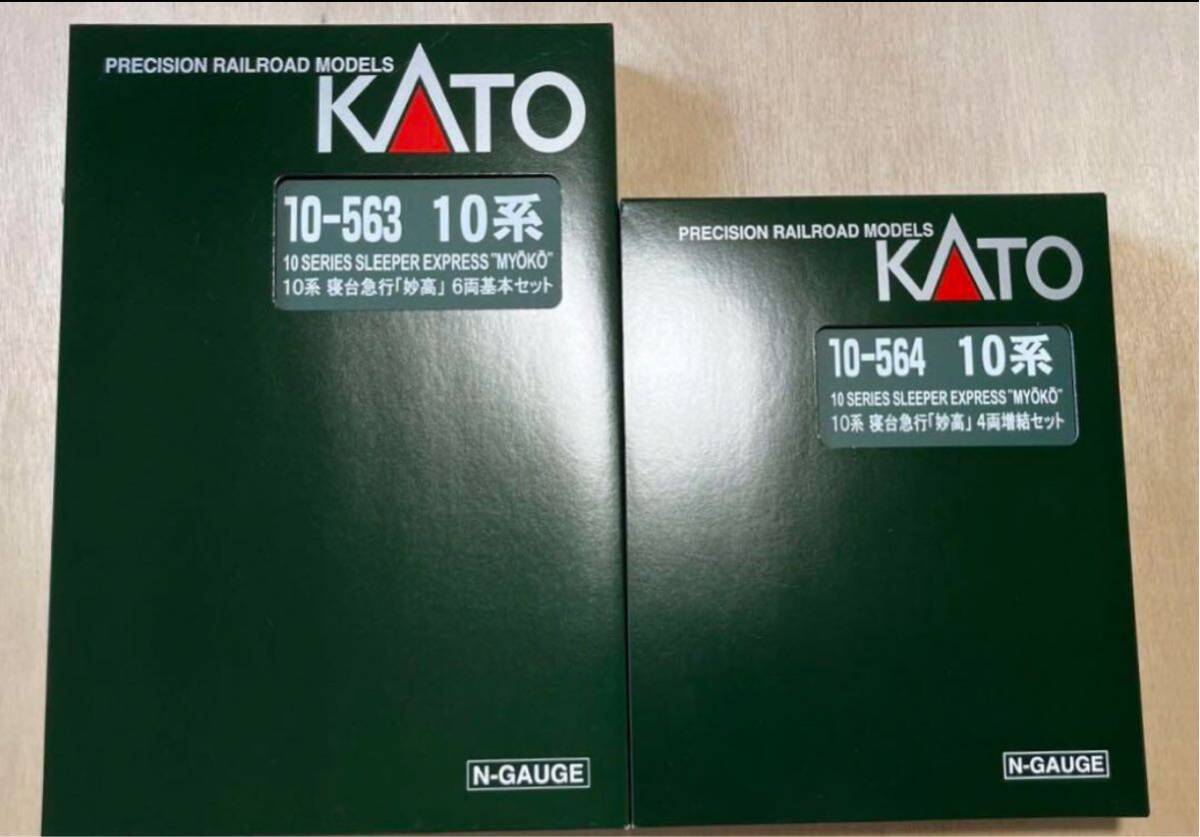 PRECISION RAILROAD MODELS
KATO
10-563 10系
10 SERIES SLEEPER EXPRESS "MYŌKŌ"
10系 寝台急行「妙高」 6両基本セット
N-GAUGE
PRECISION RAILROAD MODELS
KATO
10-564 10系
10 SERIES SLEEPER EXPRESS "MYŌKŌ"
10系 寝台急行「妙高」 4両増結セット
N-GAUGE